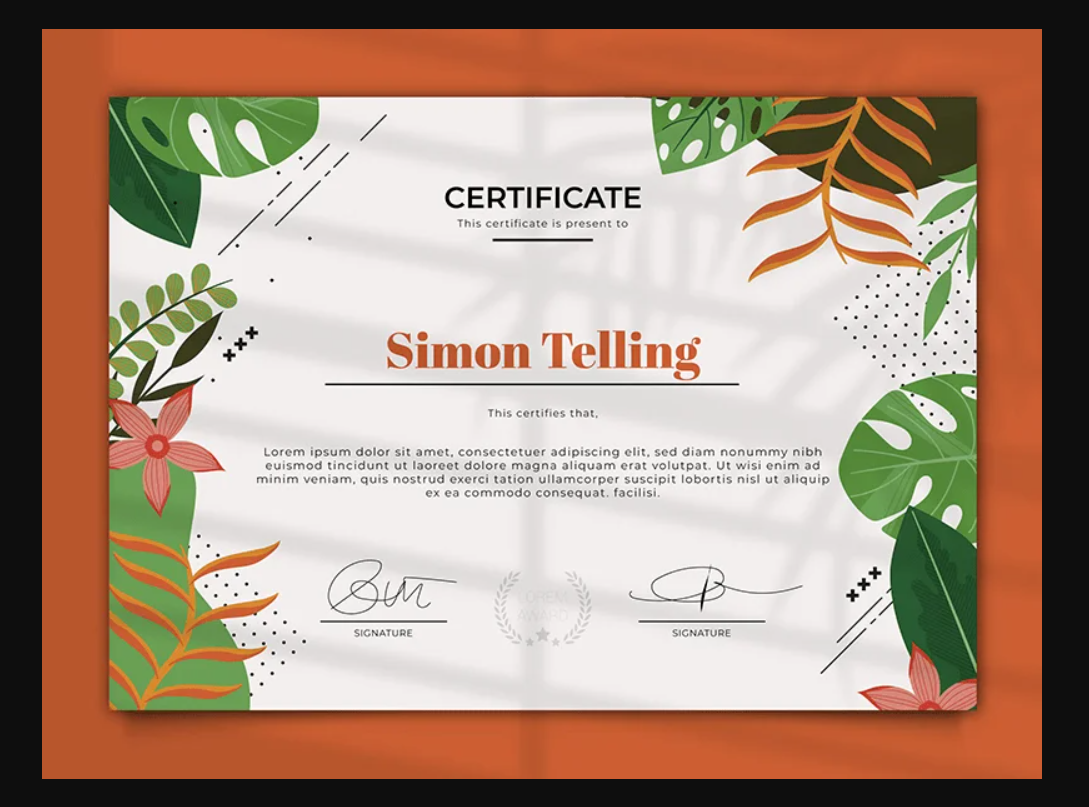 CERTIFICATE
This certificate is present to
Simon Telling
This certifies that,
Lorem ipsum dolor sit amet, consectetuer adipiscing elit, sed diam nonummy nibh
euismod tincidunt ut laoreet dolore magna aliquam erat volutpat. Ut wisi enim ad
minim veniam, quis nostrud exerci tation ullamcorper suscipit lobortis nisl ut aliquip
ex ea commodo consequat. facilisi.
LOREM
AWARD
SIGNATURE
SIGNATURE